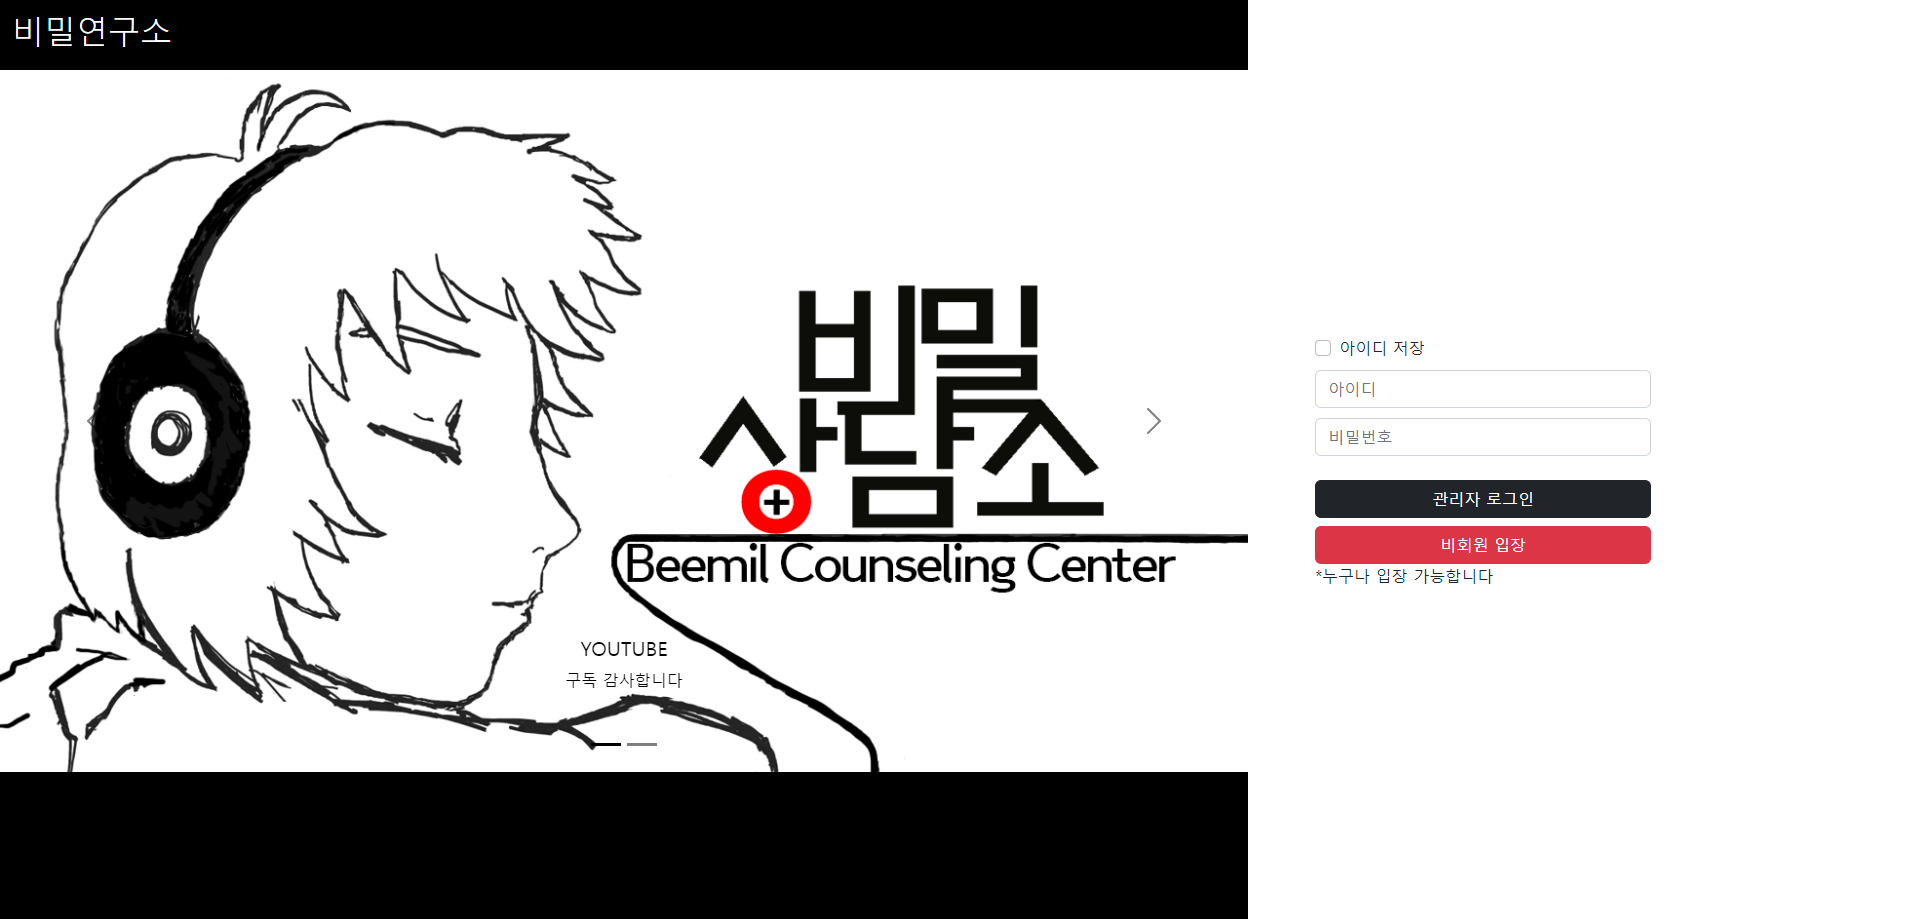 비밀연구소
비밀
상담소
Beemil Counseling Center
YOUTUBE
구독 감사합니다
아이디 저장
아이디
비밀번호
관리자 로그인
비회원 입장
*누구나 입장 가능합니다